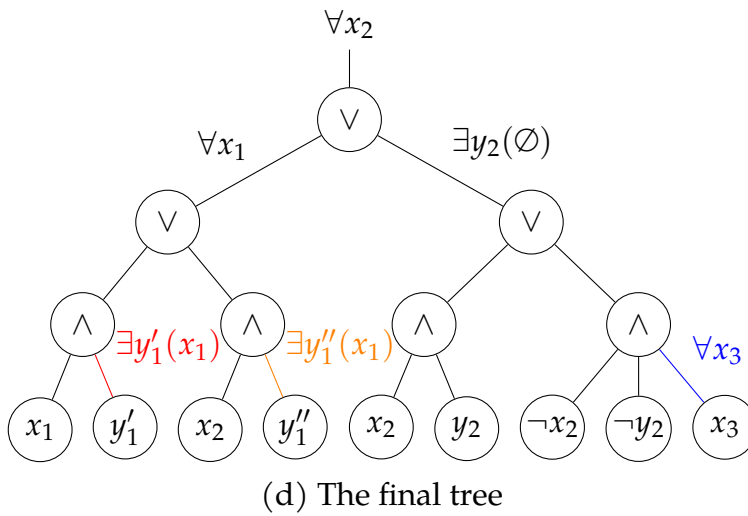 ∀x₂
∨
∀x₁ ∃y₂(∅)
∨ ∨
∧ ∃y′₁(x₁) ∧ ∃y″₁(x₁) ∧ ∧ ∀x₃
x₁ y′₁ x₂ y″₁ x₂ y₂ ¬x₂ ¬y₂ x₃
(d) The final tree